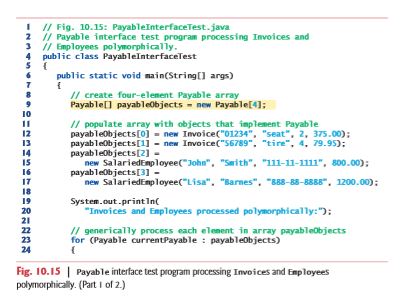 1 // Fig. 10.15: PayableInterfaceTest.java
2 // Payable interface test program processing Invoices and
3 // Employees polymorphically.
4 public class PayableInterfaceTest
5 {
6 public static void main(String[] args)
7 {
8 // create four-element Payable array
9 Payable[] payableObjects = new Payable[4];
10
11 // populate array with objects that implement Payable
12 payableObjects[0] = new Invoice("01234", "seat", 2, 375.00);
13 payableObjects[1] = new Invoice("56789", "tire", 4, 79.95);
14 payableObjects[2] =
15 new SalariedEmployee("John", "Smith", "111-11-1111", 800.00);
16 payableObjects[3] =
17 new SalariedEmployee("Lisa", "Barnes", "888-88-8888", 1200.00);
18
19 System.out.println(
20 "Invoices and Employees processed polymorphically:");
21
22 // generically process each element in array payableObjects
23 for (Payable currentPayable : payableObjects)
24 {
Fig. 10.15 | Payable interface test program processing Invoices and Employees
polymorphically. (Part 1 of 2.)